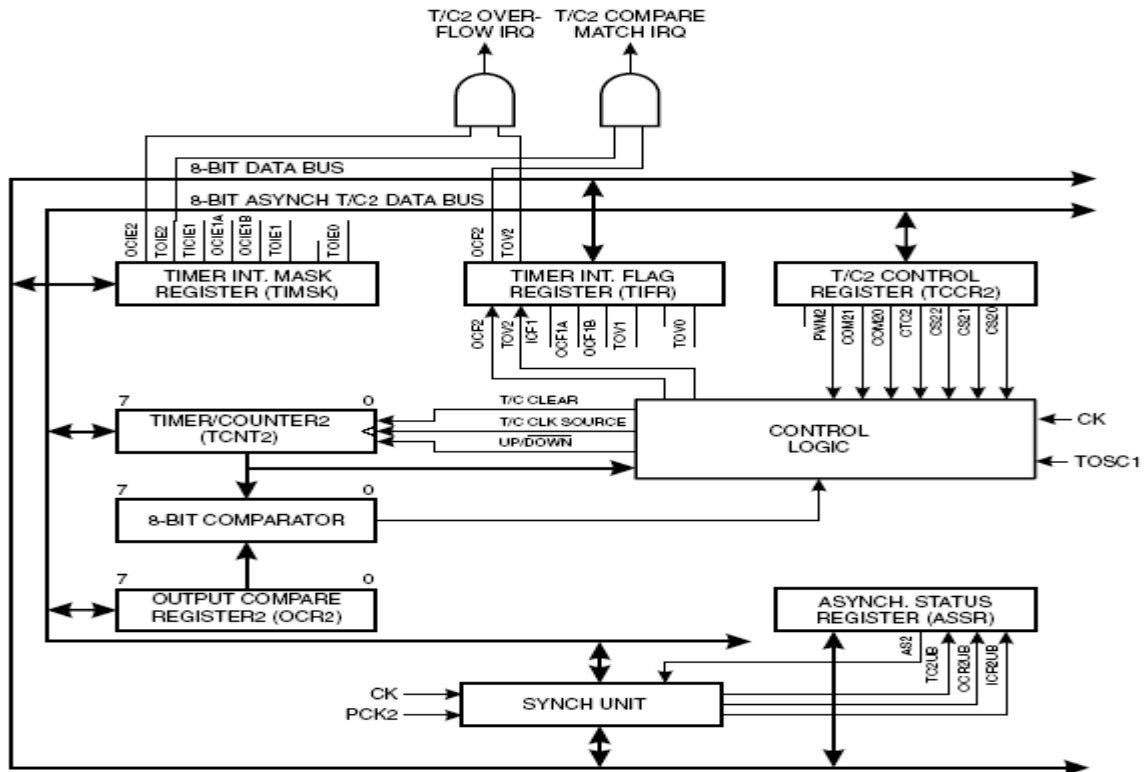 T/C2 OVER-
FLOW IRQ
T/C2 COMPARE
MATCH IRQ
8-BIT DATA BUS
8-BIT ASYNCH T/C2 DATA BUS
OCIE2
TOIE2
TICIE1
OCIE1A
OCIE1B
TOIE1
TOIE0
OCF2
TOV2
TIMER INT. MASK
REGISTER (TIMSK)
TIMER INT. FLAG
REGISTER (TIFR)
T/C2 CONTROL
REGISTER (TCCR2)
OCF2
TOV2
ICF1
OCF1A
OCF1B
TOV1
TOV0
PWM2
COM21
COM20
CTC2
CS22
CS21
CS20
7
0
TIMER/COUNTER2
(TCNT2)
T/C CLEAR
T/C CLK SOURCE
UP/DOWN
CONTROL
LOGIC
CK
TOSC1
7
0
8-BIT COMPARATOR
7
0
OUTPUT COMPARE
REGISTER2 (OCR2)
ASYNCH. STATUS
REGISTER (ASSR)
AS2
TC2UB
OCR2UB
ICR2UB
CK
PCK2
SYNCH UNIT